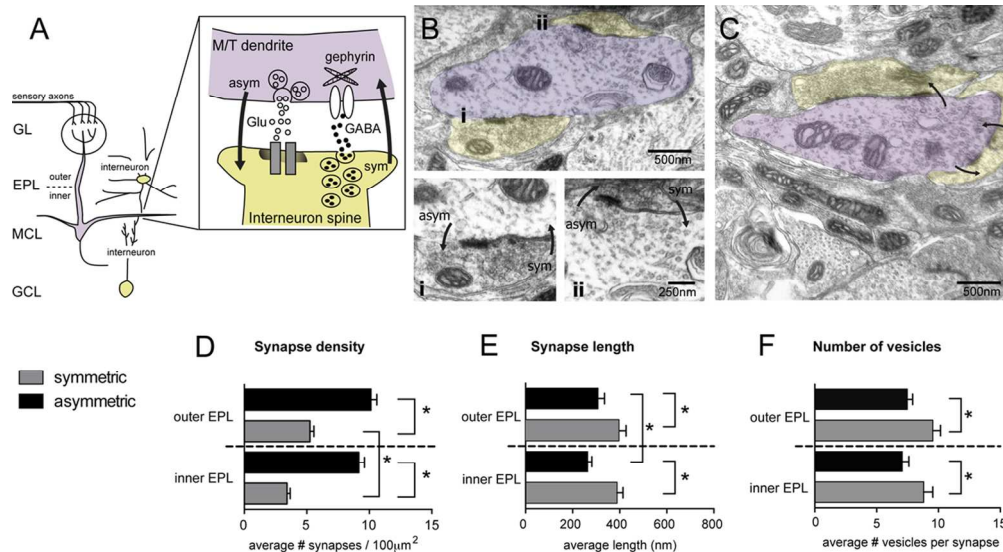 A
sensory axons
GL
outer
EPL
inner
MCL
GCL
interneuron
interneuron
M/T dendrite
gephyrin
asym
Glu
GABA
sym
Interneuron spine
B
ii
i
500nm
asym
sym
i
sym
asym
ii
250nm
C
500nm
symmetric
asymmetric
D Synapse density
outer EPL
inner EPL
0 5 10 15
average # synapses / 100µm²
*
*
*
E Synapse length
outer EPL
inner EPL
0 200 400 600 800
average length (nm)
*
*
*
F Number of vesicles
outer EPL
inner EPL
0 5 10 15
average # vesicles per synapse
*
*